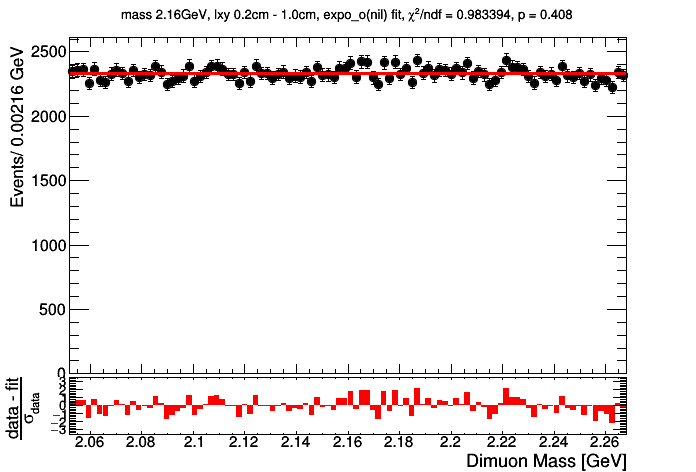 mass 2.16GeV, lxy 0.2cm - 1.0cm, expo_o(nil) fit, χ²/ndf = 0.983394, p = 0.408
Events/ 0.00216 GeV
2500
2000
1500
1000
500
0
data - fit
σdata
3
2
1
0
−1
−2
−3
2.06 2.08 2.1 2.12 2.14 2.16 2.18 2.2 2.22 2.24 2.26
Dimuon Mass [GeV]